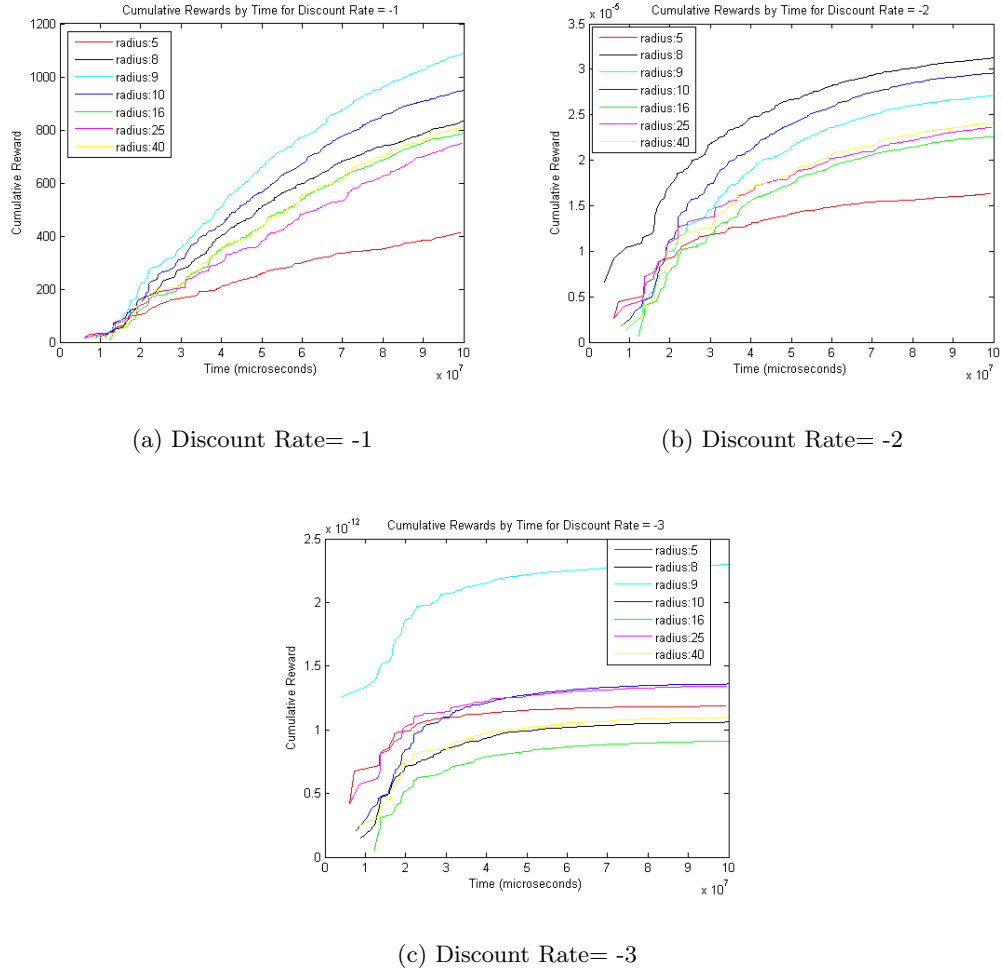 Cumulative Rewards by Time for Discount Rate = -1
1200
1000
800
600
400
200
0
Cumulative Reward
radius:5
radius:8
radius:9
radius:10
radius:16
radius:25
radius:40
0 1 2 3 4 5 6 7 8 9 10
Time (microseconds)
x 10^7
(a) Discount Rate= -1
Cumulative Rewards by Time for Discount Rate = -2
x 10^-5
3.5
3
2.5
2
1.5
1
0.5
0
Cumulative Reward
radius:5
radius:8
radius:9
radius:10
radius:16
radius:25
radius:40
0 1 2 3 4 5 6 7 8 9 10
Time (microseconds)
x 10^7
(b) Discount Rate= -2
Cumulative Rewards by Time for Discount Rate = -3
x 10^-12
2.5
2
1.5
1
0.5
0
Cumulative Reward
radius:5
radius:8
radius:9
radius:10
radius:16
radius:25
radius:40
0 1 2 3 4 5 6 7 8 9 10
Time (microseconds)
x 10^7
(c) Discount Rate= -3